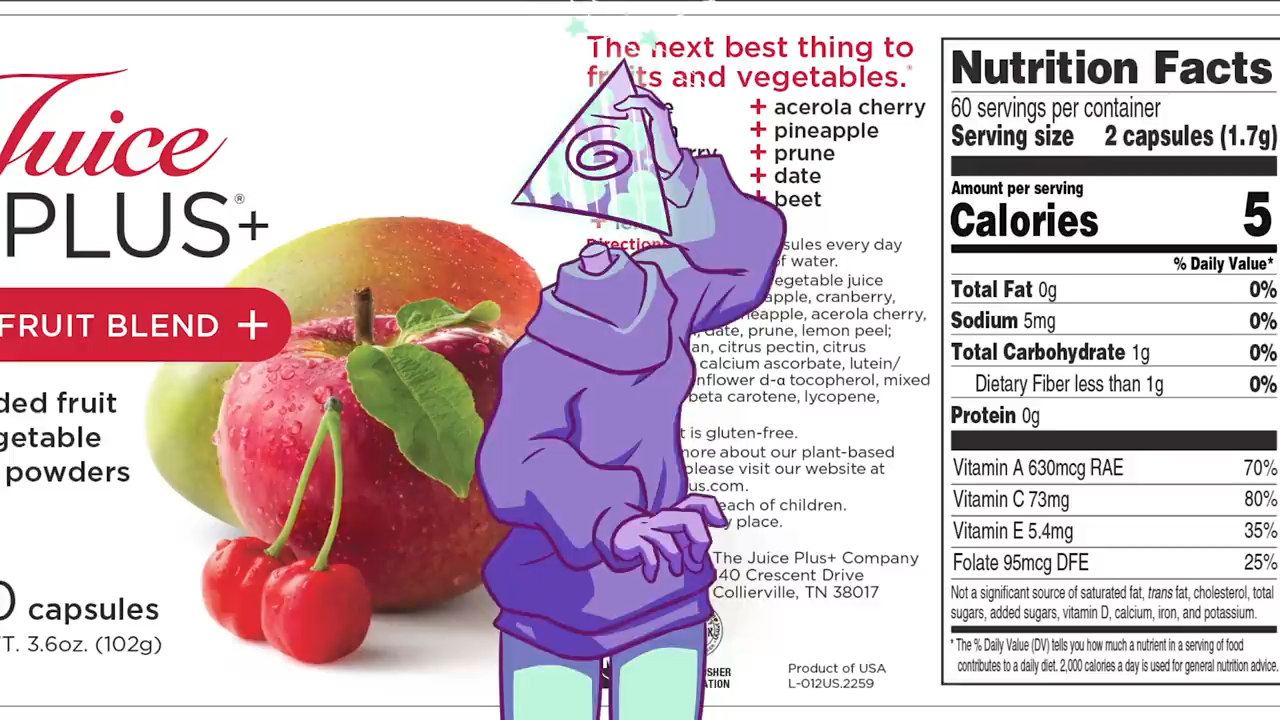 Juice
PLUS®+
FRUIT BLEND +
ded fruit
getable
powders
capsules
T. 3.6oz. (102g)
The next best thing to
fruits and vegetables.*
+ acerola cherry
+ pineapple
+ prune
+ date
+ beet
Direction
sules every day
of water.
egetable juice
apple, cranberry,
neapple, acerola cherry,
date, prune, lemon peel;
an, citrus pectin, citrus
calcium ascorbate, lutein/
nflower d-α tocopherol, mixed
beta carotene, lycopene,
t is gluten-free.
more about our plant-based
please visit our website at
us.com.
each of children.
y place.
The Juice Plus+ Company
140 Crescent Drive
Collierville, TN 38017
Product of USA
L-012US.2259
Nutrition Facts
60 servings per container
Serving size 2 capsules (1.7g)
Amount per serving
Calories 5
% Daily Value*
Total Fat 0g 0%
Sodium 5mg 0%
Total Carbohydrate 1g 0%
Dietary Fiber less than 1g 0%
Protein 0g
Vitamin A 630mcg RAE 70%
Vitamin C 73mg 80%
Vitamin E 5.4mg 35%
Folate 95mcg DFE 25%
Not a significant source of saturated fat, trans fat, cholesterol, total
sugars, added sugars, vitamin D, calcium, iron, and potassium.
* The % Daily Value (DV) tells you how much a nutrient in a serving of food
contributes to a daily diet. 2,000 calories a day is used for general nutrition advice.